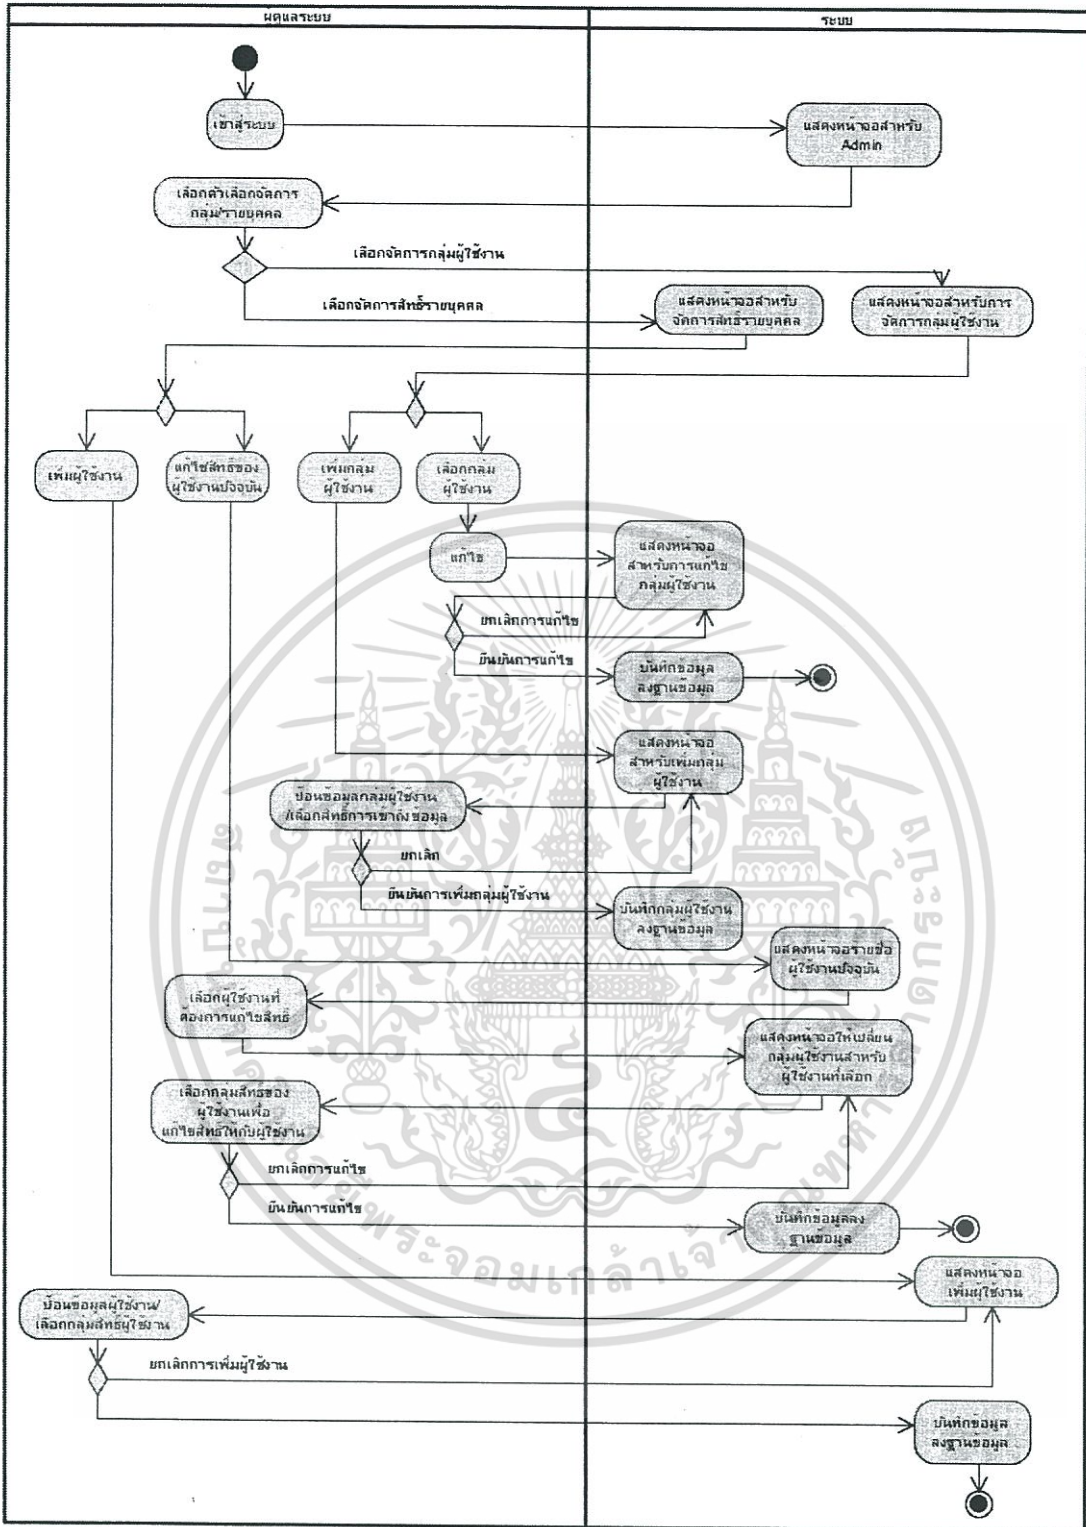 ผู้ดูแลระบบ
ระบบ
เข้าสู่ระบบ
แสดงหน้าจอสำหรับ
Admin
เลือกตัวเลือกจัดการ
กลุ่ม/รายบุคคล
เลือกจัดการกลุ่มผู้ใช้งาน
เลือกจัดการสิทธิ์รายบุคคล
แสดงหน้าจอสำหรับ
จัดการสิทธิ์รายบุคคล
แสดงหน้าจอสำหรับการ
จัดการกลุ่มผู้ใช้งาน
เพิ่มผู้ใช้งาน
แก้ไขสิทธิ์ของ
ผู้ใช้งานปัจจุบัน
เพิ่มกลุ่ม
ผู้ใช้งาน
เลือกกลุ่ม
ผู้ใช้งาน
แก้ไข
แสดงหน้าจอ
สำหรับการแก้ไข
กลุ่มผู้ใช้งาน
ยกเลิกการแก้ไข
ยืนยันการแก้ไข
บันทึกข้อมูล
ลงฐานข้อมูล
แสดงหน้าจอ
สำหรับเพิ่มกลุ่ม
ผู้ใช้งาน
ป้อนข้อมูลกลุ่มผู้ใช้งาน
/เลือกสิทธิ์การเข้าถึงข้อมูล
ยกเลิก
ยืนยันการเพิ่มกลุ่มผู้ใช้งาน
บันทึกกลุ่มผู้ใช้งาน
ลงฐานข้อมูล
แสดงหน้าจอรายชื่อ
ผู้ใช้งานปัจจุบัน
เลือกผู้ใช้งานที่
ต้องการแก้ไขสิทธิ์
แสดงหน้าจอให้เปลี่ยน
กลุ่มผู้ใช้งานสำหรับ
ผู้ใช้งานที่เลือก
เลือกกลุ่มสิทธิ์ของ
ผู้ใช้งานเพื่อ
แก้ไขสิทธิ์ให้กับผู้ใช้งาน
ยกเลิกการแก้ไข
ยืนยันการแก้ไข
บันทึกข้อมูลลง
ฐานข้อมูล
แสดงหน้าจอ
เพิ่มผู้ใช้งาน
ป้อนข้อมูลผู้ใช้งาน/
เลือกกลุ่มสิทธิ์ผู้ใช้งาน
ยกเลิกการเพิ่มผู้ใช้งาน
บันทึกข้อมูล
ลงฐานข้อมูล
พระจอมเกล้าเจ้า